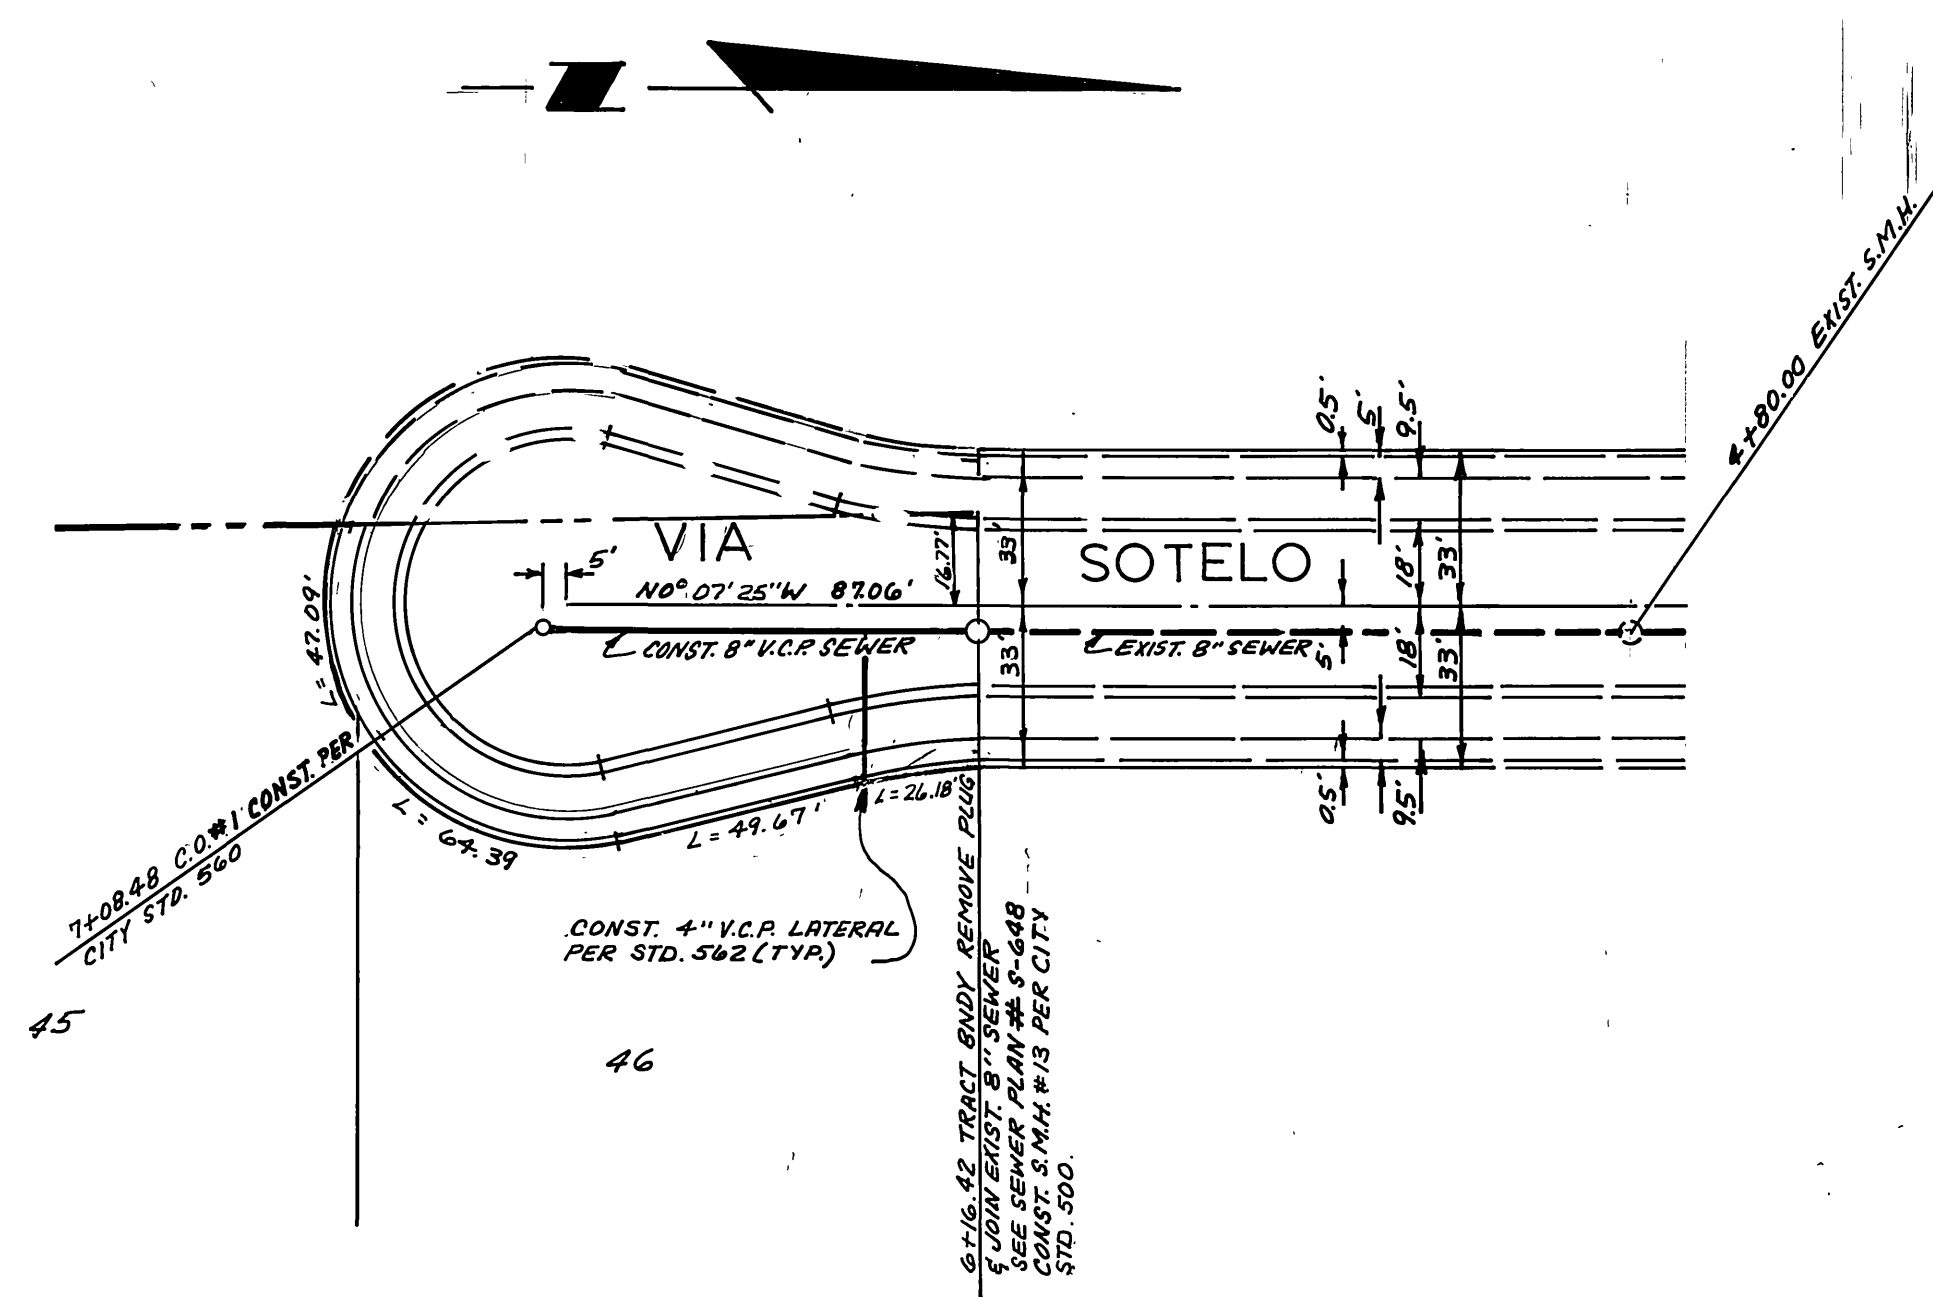 N
4+80.00 EXIST. S.M.H.
0.5'
5'
9.5'
VIA
SOTELO
5'
16.77'
33'
18'
33'
N0° 07' 25"W 87.06'
CONST. 8" V.C.P. SEWER
EXIST. 8" SEWER
33'
5'
18'
33'
L= 47.09'
L= 64.39
L= 49.67'
L=26.18'
0.5'
9.5'
7+08.48 C.O.#1 CONST. PER
CITY STD. 560
CONST. 4" V.C.P. LATERAL
PER STD. 562 (TYP.)
45
46
6+16.42 TRACT BNDY REMOVE PLUG
& JOIN EXIST. 8" SEWER
SEE SEWER PLAN # S-648
CONST. S.M.H. #13 PER CITY
STD. 500.